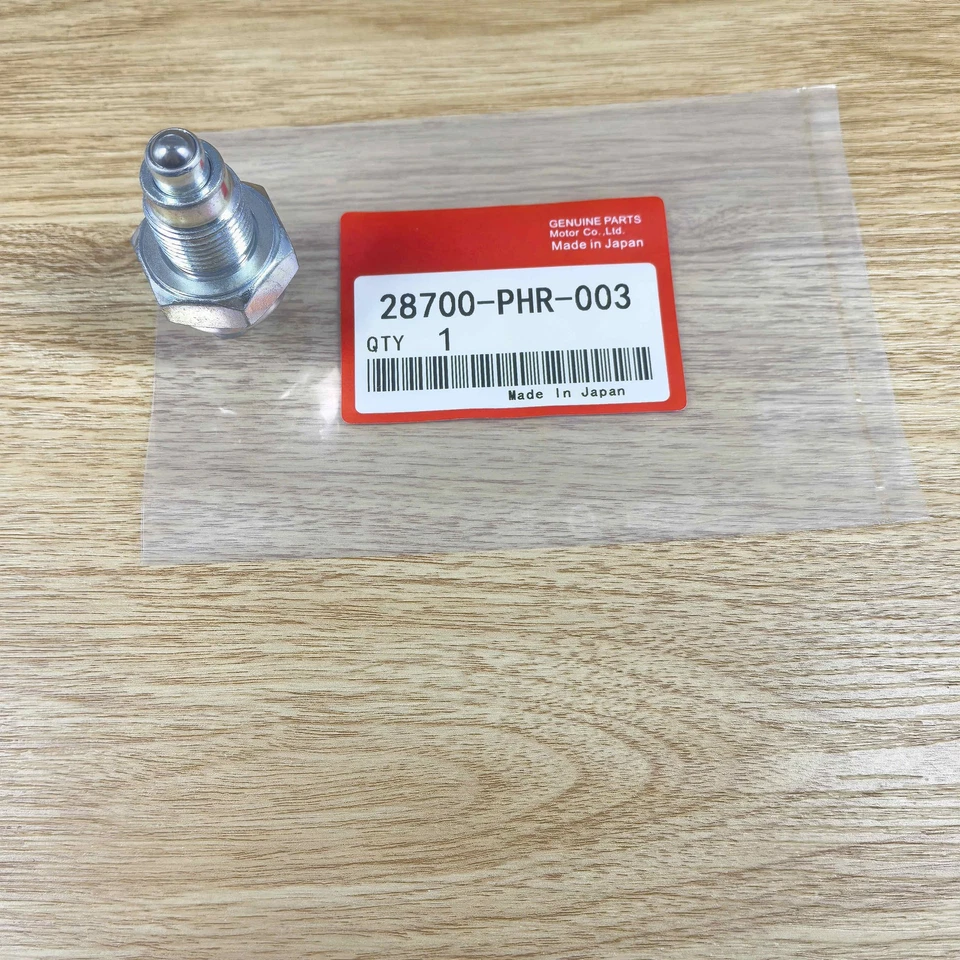 GENUINE PARTS
Motor Co.,Ltd.
Made in Japan
28700-PHR-003
QTY 1
Made In Japan